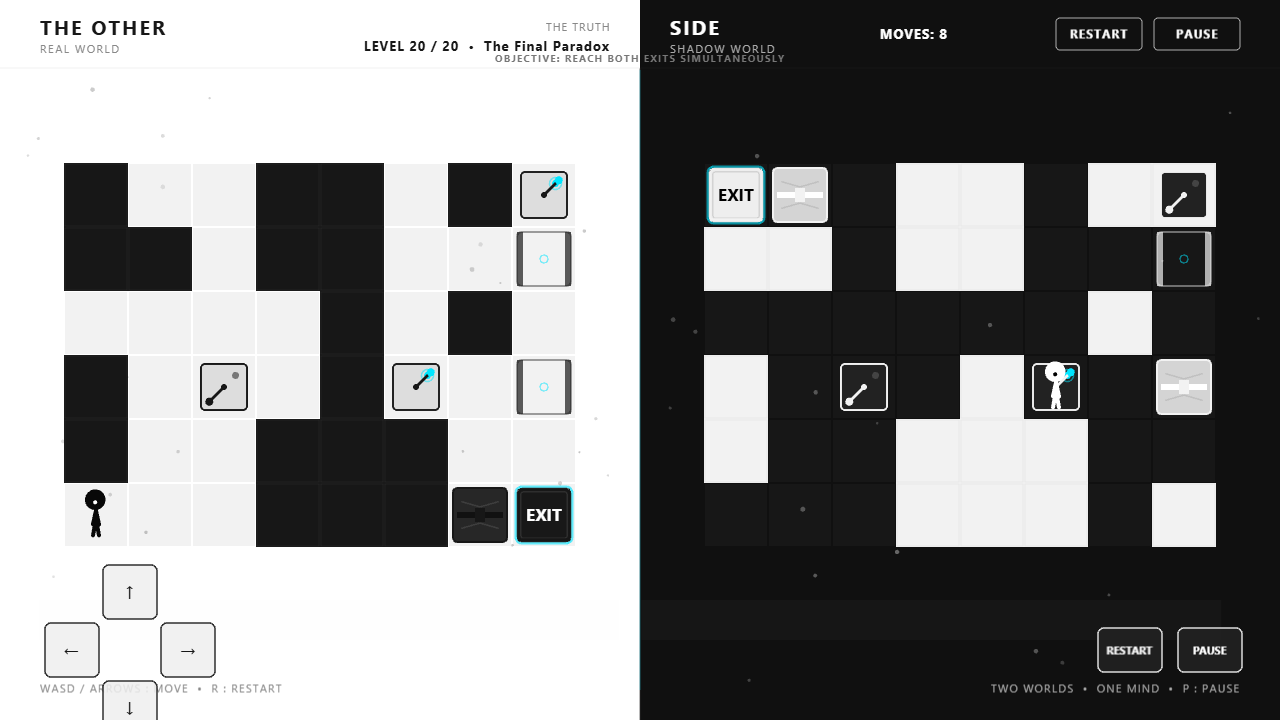 THE OTHER
REAL WORLD
THE TRUTH
LEVEL 20 / 20 • The Final Paradox
SIDE
SHADOW WORLD
MOVES: 8
RESTART
PAUSE
OBJECTIVE: REACH BOTH EXITS SIMULTANEOUSLY
EXIT
EXIT
↑
←
→
↓
RESTART
PAUSE
WASD / ARROWS : MOVE • R : RESTART
TWO WORLDS • ONE MIND • P : PAUSE